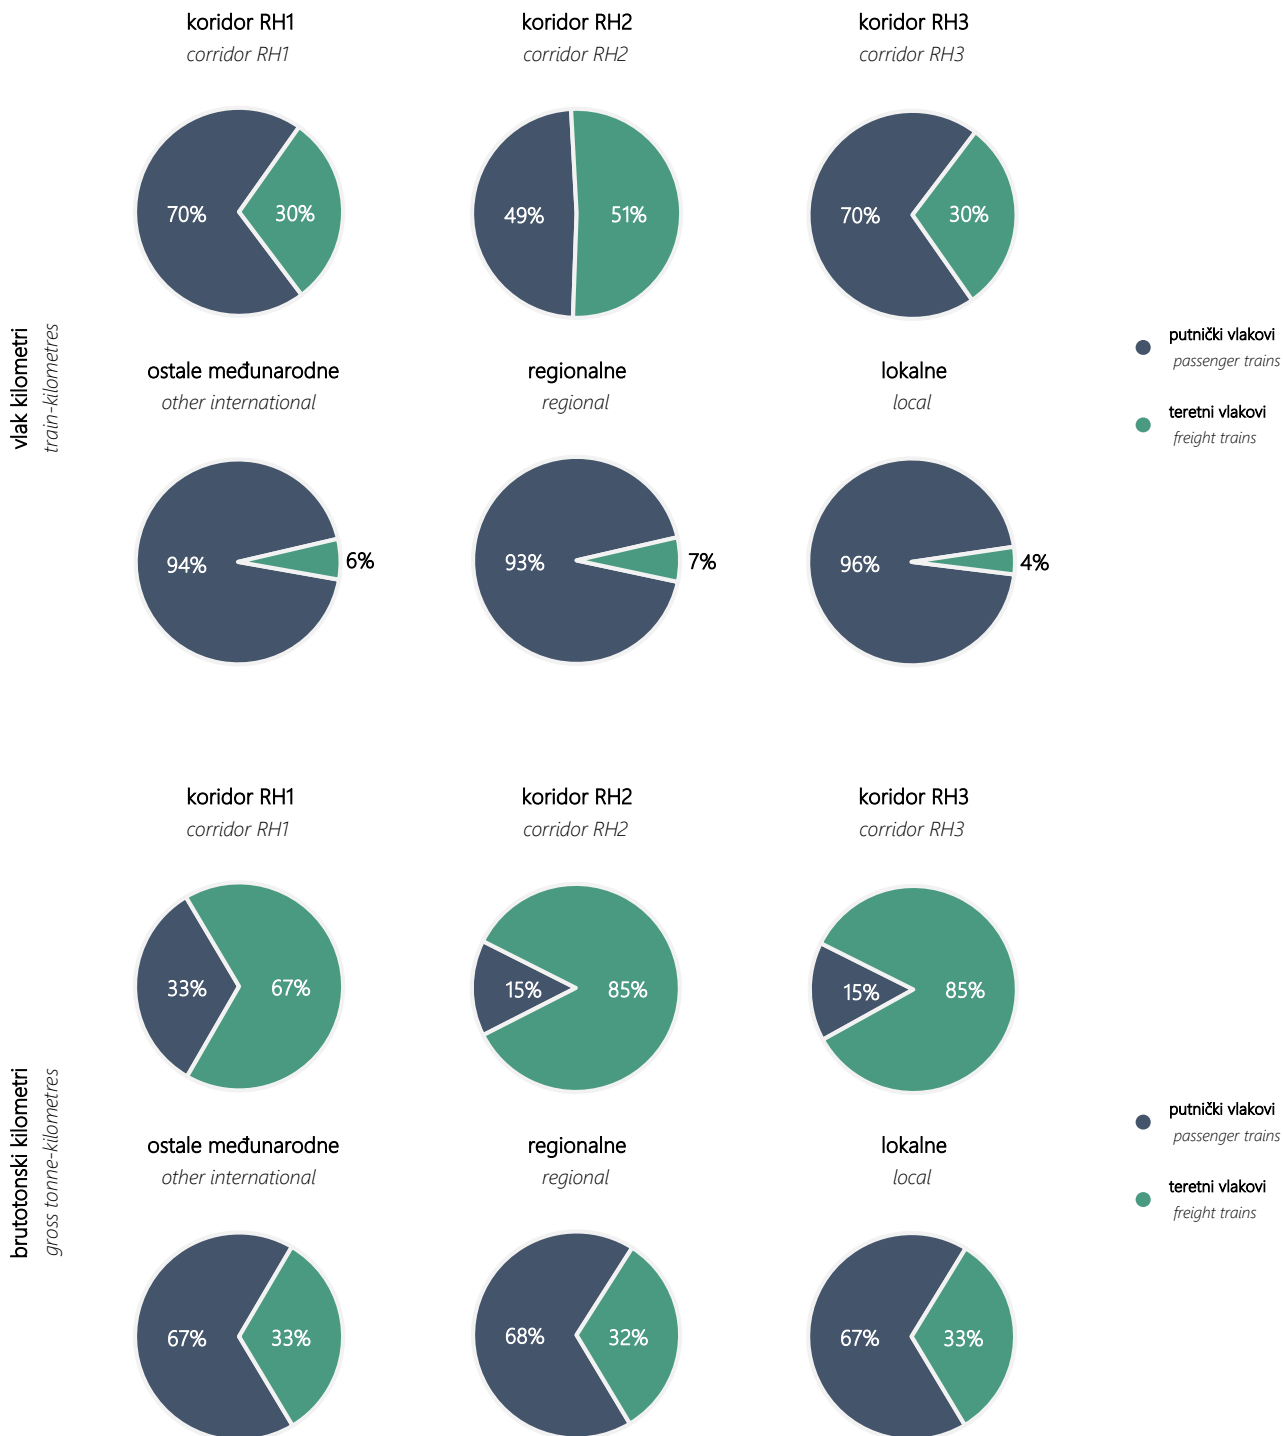 koridor RH1
corridor RH1
koridor RH2
corridor RH2
koridor RH3
corridor RH3
70%
30%
49%
51%
70%
30%
vlak kilometri
train-kilometres
putnički vlakovi
passenger trains
teretni vlakovi
freight trains
ostale međunarodne
other international
regionalne
regional
lokalne
local
94%
6%
93%
7%
96%
4%
koridor RH1
corridor RH1
koridor RH2
corridor RH2
koridor RH3
corridor RH3
33%
67%
15%
85%
15%
85%
brutotonski kilometri
gross tonne-kilometres
putnički vlakovi
passenger trains
teretni vlakovi
freight trains
ostale međunarodne
other international
regionalne
regional
lokalne
local
67%
33%
68%
32%
67%
33%